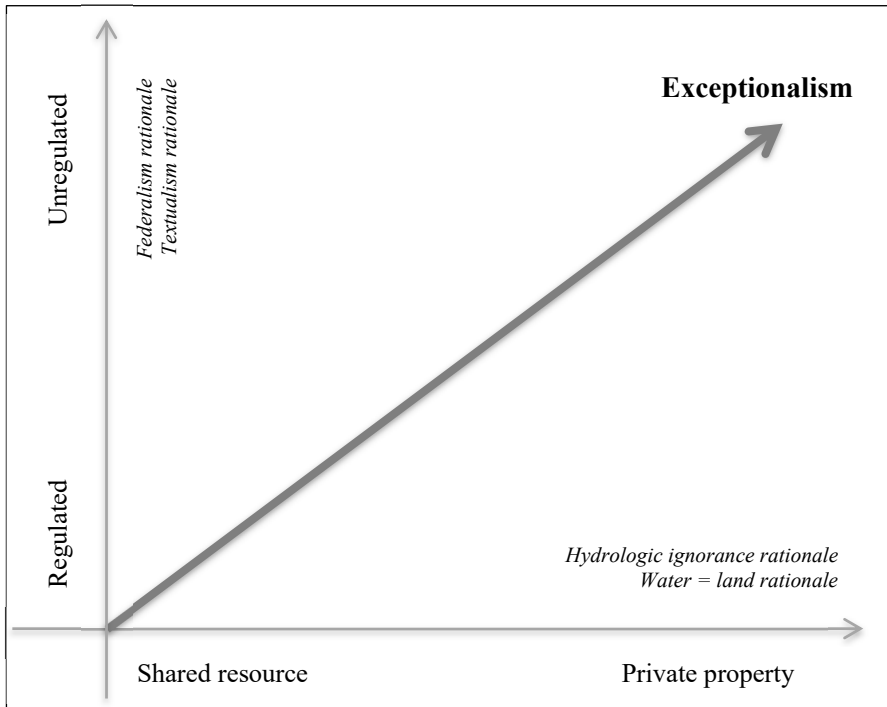 Exceptionalism
Unregulated
Federalism rationale
Textualism rationale
Regulated
Hydrologic ignorance rationale
Water = land rationale
Shared resource
Private property